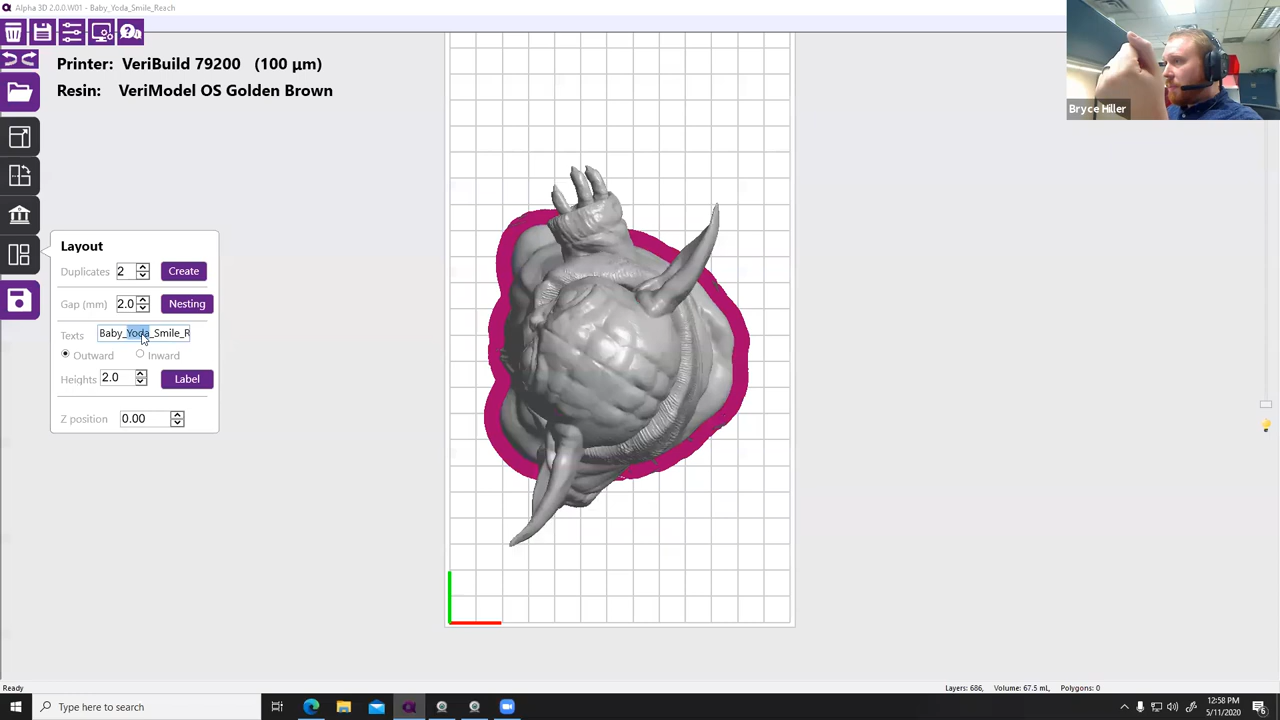 Alpha 3D 2.0.0.W01 - Baby_Yoda_Smile_Reach
Printer: VeriBuild 79200 (100 µm)
Resin: VeriModel OS Golden Brown
Bryce Hiller
Layout
Duplicates 2 Create
Gap (mm) 2.0 Nesting
Texts Baby_Yoda_Smile_R
Outward Inward
Heights 2.0 Label
Z position 0.00
Ready Layers: 686, Volume: 67.5 mL, Polygons: 0
Type here to search
12:58 PM
5/11/2020
6